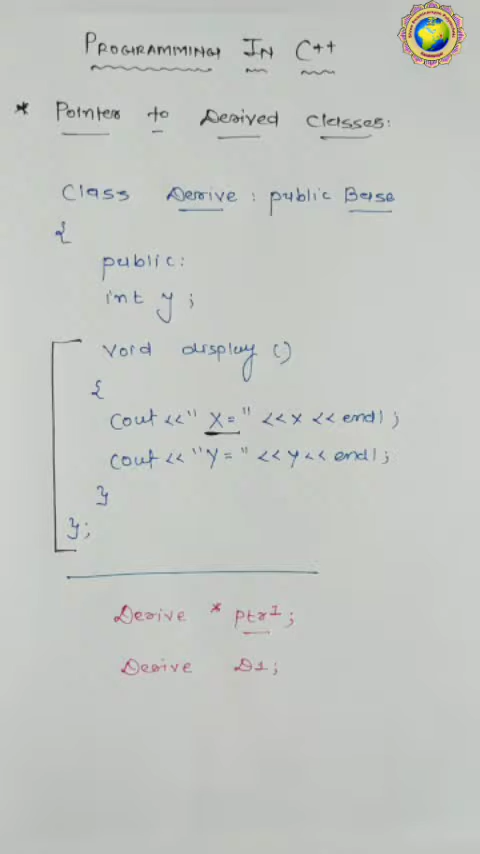 PROGRAMMING IN C++
* Pointer to Derived Classes:
Class Derive : public Base
{
public:
int y;
void display ()
{
cout <<" X= " <<x << endl;
cout << "Y= " <<y<< endl;
}
};
Derive * ptr1;
Derive D1;